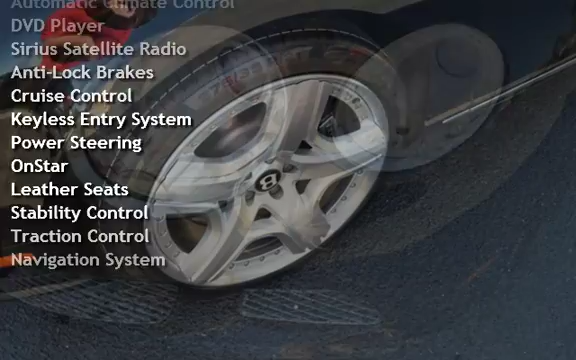 Automatic Climate Control
DVD Player
Sirius Satellite Radio
Anti-Lock Brakes
Cruise Control
Keyless Entry System
Power Steering
OnStar
Leather Seats
Stability Control
Traction Control
Navigation System
B